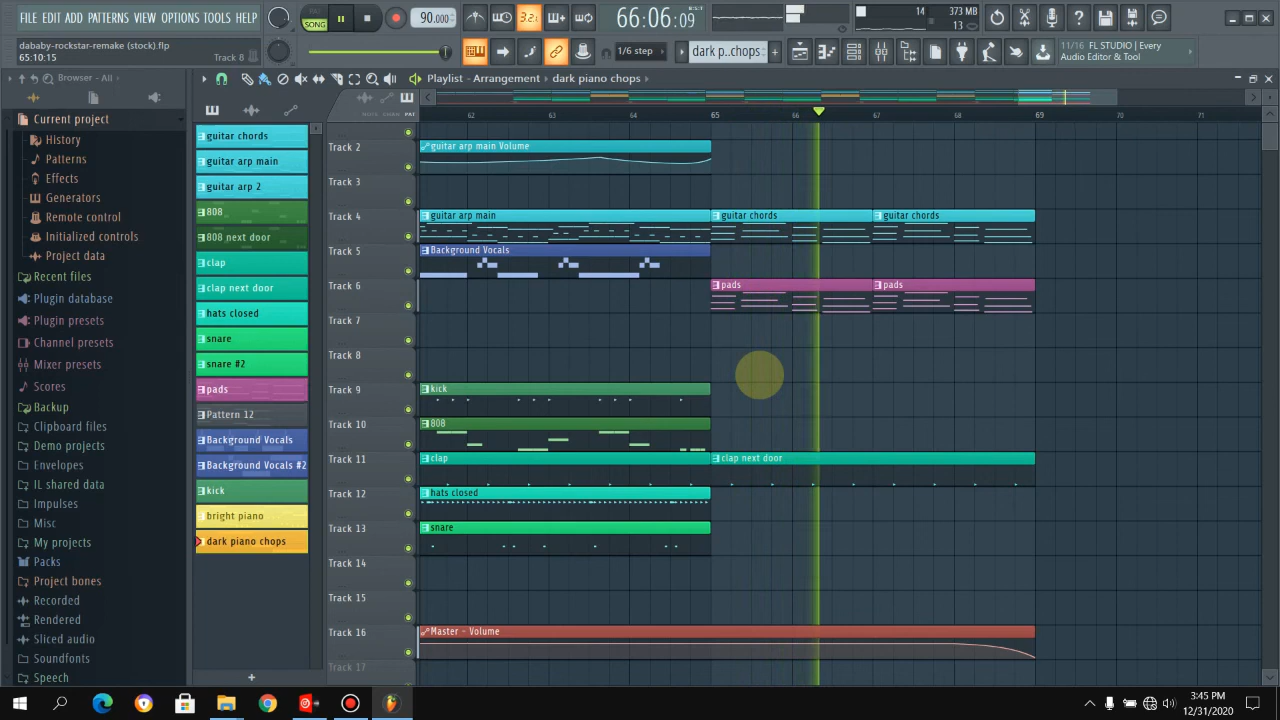 FILE EDIT ADD PATTERNS VIEW OPTIONS TOOLS HELP
SONG
90.000
3.2.
66:06:09
14
373 MB
13
dababy-rockstar-remake (stock).flp
65:10:15
Track 8
1/6 step
dark p..chops
11/16 FL STUDIO | Every
Audio Editor & Tool
Browser - All
Playlist - Arrangement › dark piano chops
Current project
History
Patterns
Effects
Generators
Remote control
Initialized controls
Project data
Recent files
Plugin database
Plugin presets
Channel presets
Mixer presets
Scores
Backup
Clipboard files
Demo projects
Envelopes
IL shared data
Impulses
Misc
My projects
Packs
Project bones
Recorded
Rendered
Sliced audio
Soundfonts
Speech
guitar chords
guitar arp main
guitar arp 2
808
808 next door
clap
clap next door
hats closed
snare
snare #2
pads
Pattern 12
Background Vocals
Background Vocals #2
kick
bright piano
dark piano chops
NOTE CHAN PAT
62 63 64 65 66 67 68 69 70 71
Track 2
guitar arp main Volume
Track 3
Track 4
guitar arp main
guitar chords
guitar chords
Track 5
Background Vocals
Track 6
pads
pads
Track 7
Track 8
Track 9
kick
Track 10
808
Track 11
clap
clap next door
Track 12
hats closed
Track 13
snare
Track 14
Track 15
Track 16
Master - Volume
Track 17
3:45 PM
12/31/2020